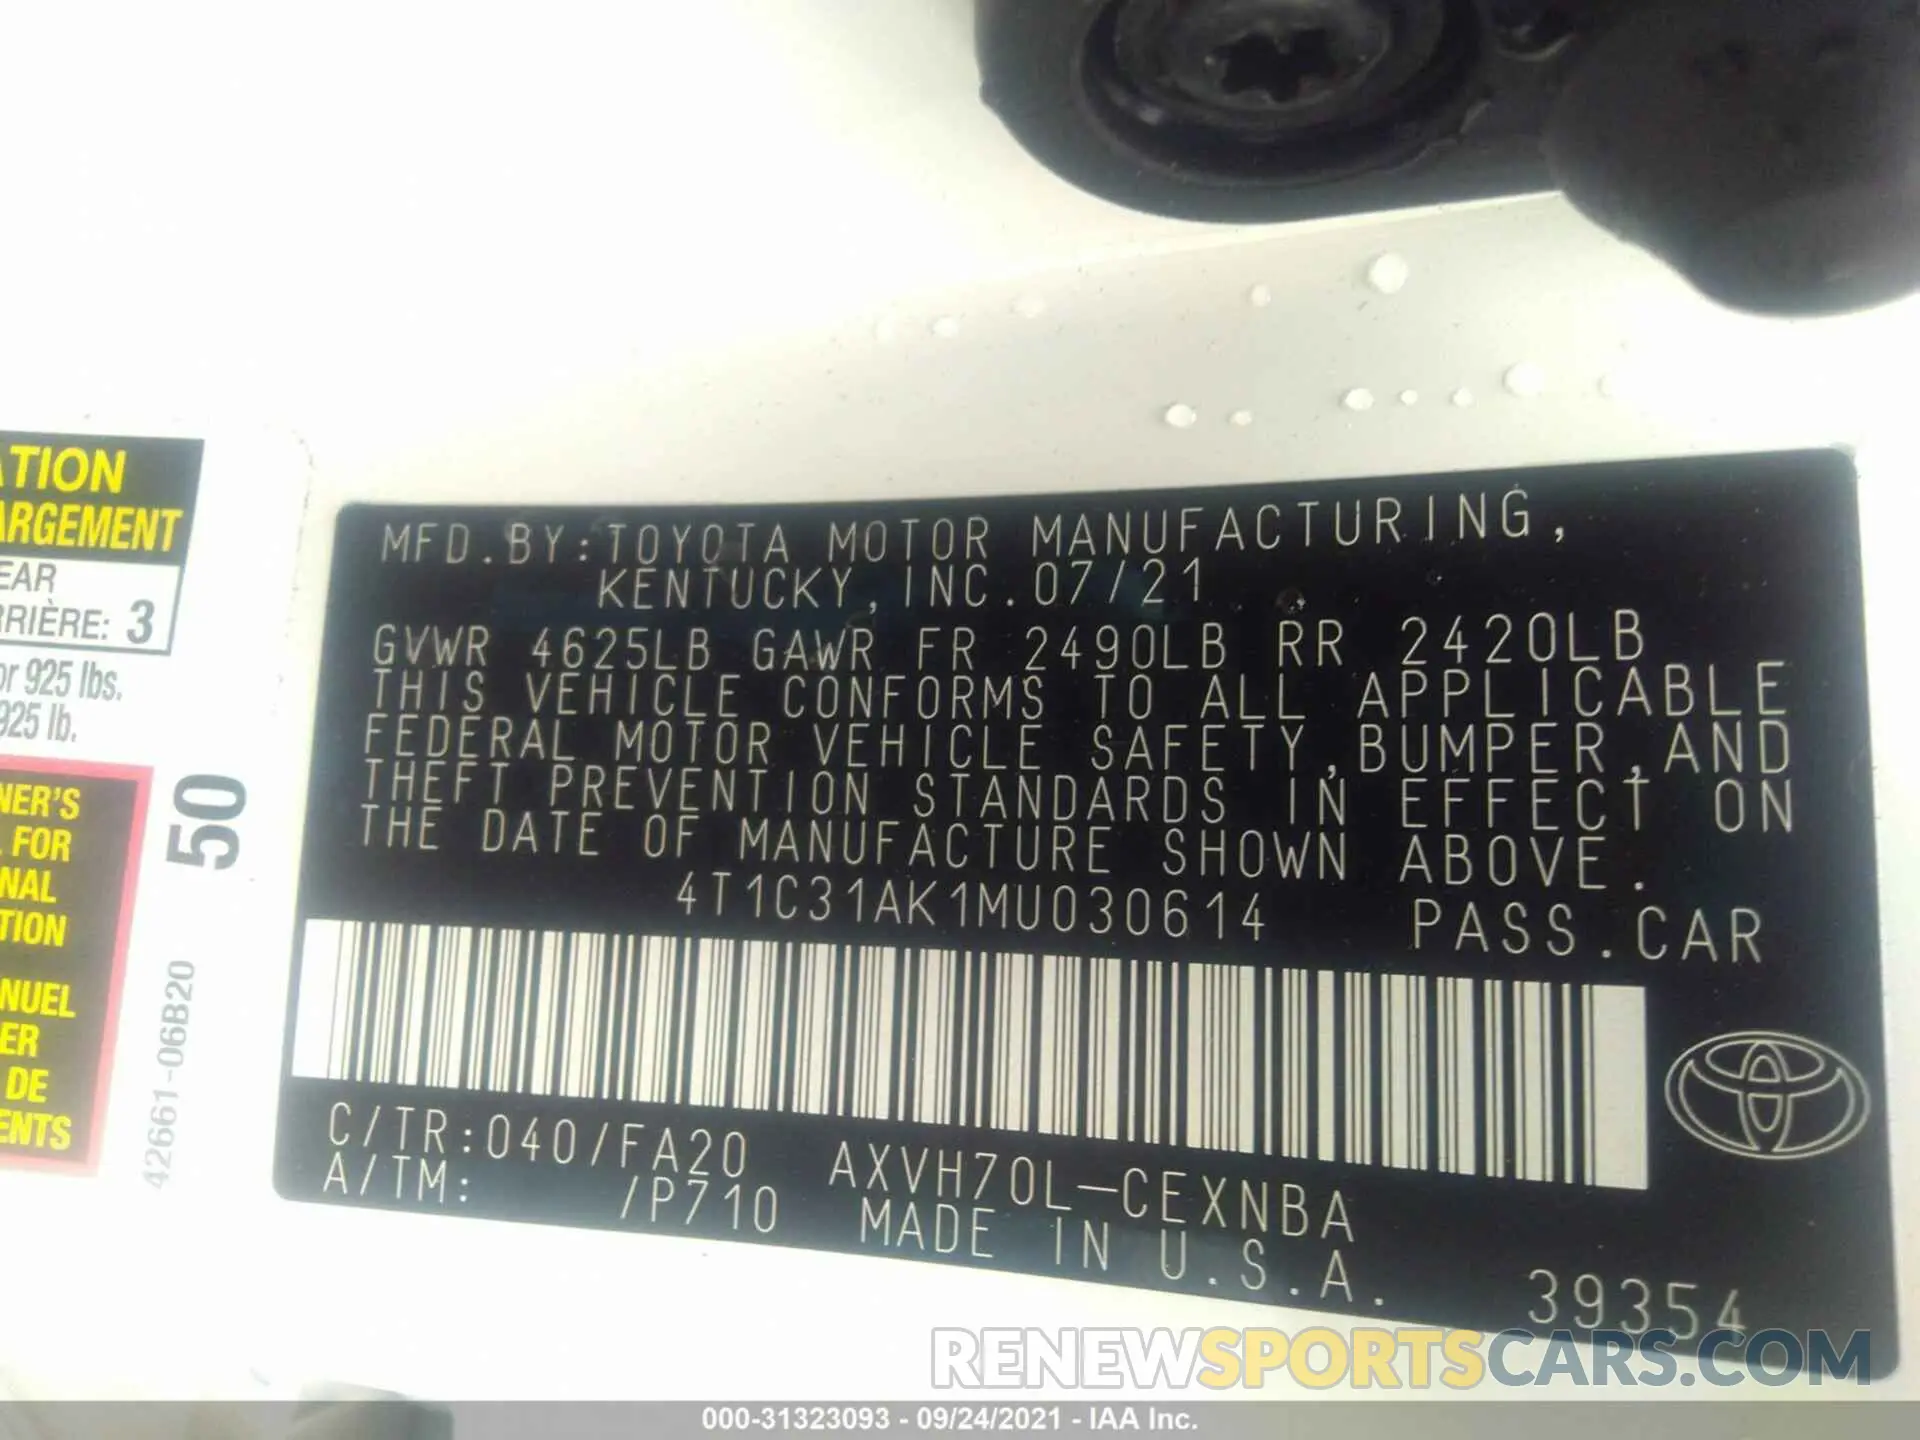 ATION
ARGEMENT
EAR
RRIÈRE: 3
or 925 lbs.
925 lb.
NER'S
FOR
NAL
TION
NUEL
ER
DE
ENTS
50
42661-06B20
MFD.BY:TOYOTA MOTOR MANUFACTURING,
KENTUCKY, INC. 07/21
GVWR 4625LB GAWR FR 2490LB RR 2420LB
THIS VEHICLE CONFORMS TO ALL APPLICABLE
FEDERAL MOTOR VEHICLE SAFETY,BUMPER,AND
THEFT PREVENTION STANDARDS IN EFFECT ON
THE DATE OF MANUFACTURE SHOWN ABOVE.
4T1C31AK1MU030614 PASS.CAR
C/TR:040/FA20 AXVH70L-CEXNBA
A/TM: /P710 MADE IN U.S.A.
39354
RENEWSPORTSCARS.COM
000-31323093 - 09/24/2021 - IAA Inc.